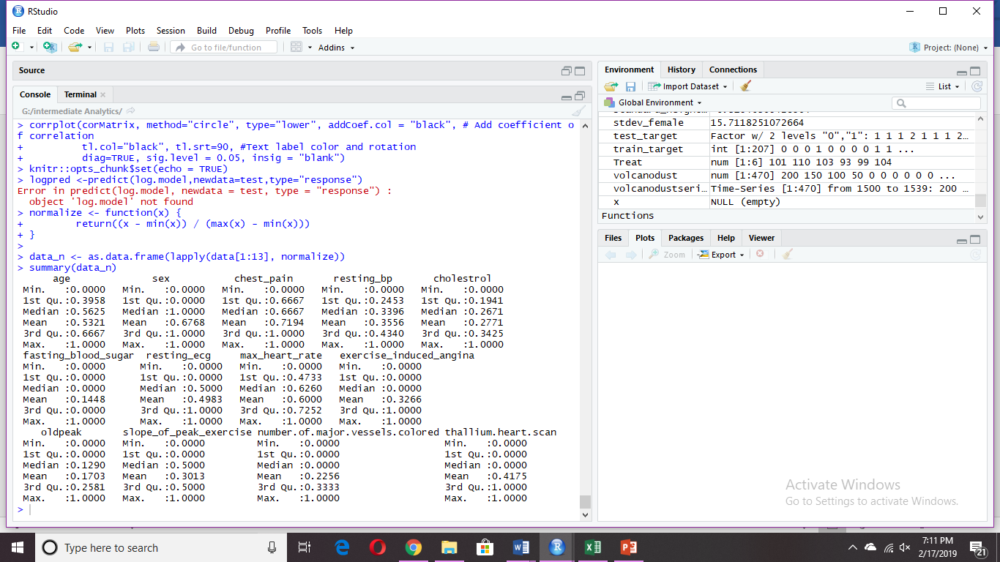 RStudio
File Edit Code View Plots Session Build Debug Profile Tools Help
Go to file/function Addins Project: (None)
Source
Console Terminal
G:/intermediate Analytics/
> corrplot(corMatrix, method="circle", type="lower", addCoef.col = "black", # Add coefficient o
f correlation
+ tl.col="black", tl.srt=90, #Text label color and rotation
+ diag=TRUE, sig.level = 0.05, insig = "blank")
> knitr::opts_chunk$set(echo = TRUE)
> logpred <-predict(log.model,newdata=test,type="response")
Error in predict(log.model, newdata = test, type = "response") :
object 'log.model' not found
> normalize <- function(x) {
+ return((x - min(x)) / (max(x) - min(x)))
+ }
>
> data_n <- as.data.frame(lapply(data[1:13], normalize))
> summary(data_n)
age sex chest_pain resting_bp cholestrol
Min. :0.0000 Min. :0.0000 Min. :0.0000 Min. :0.0000 Min. :0.0000
1st Qu.:0.3958 1st Qu.:0.0000 1st Qu.:0.6667 1st Qu.:0.2453 1st Qu.:0.1941
Median :0.5625 Median :1.0000 Median :0.6667 Median :0.3396 Median :0.2671
Mean :0.5321 Mean :0.6768 Mean :0.7194 Mean :0.3556 Mean :0.2771
3rd Qu.:0.6667 3rd Qu.:1.0000 3rd Qu.:1.0000 3rd Qu.:0.4340 3rd Qu.:0.3425
Max. :1.0000 Max. :1.0000 Max. :1.0000 Max. :1.0000 Max. :1.0000
fasting_blood_sugar resting_ecg max_heart_rate exercise_induced_angina
Min. :0.0000 Min. :0.0000 Min. :0.0000 Min. :0.0000
1st Qu.:0.0000 1st Qu.:0.0000 1st Qu.:0.4733 1st Qu.:0.0000
Median :0.0000 Median :0.5000 Median :0.6260 Median :0.0000
Mean :0.1448 Mean :0.4983 Mean :0.6000 Mean :0.3266
3rd Qu.:0.0000 3rd Qu.:1.0000 3rd Qu.:0.7252 3rd Qu.:1.0000
Max. :1.0000 Max. :1.0000 Max. :1.0000 Max. :1.0000
oldpeak slope_of_peak_exercise number.of.major.vessels.colored thallium.heart.scan
Min. :0.0000 Min. :0.0000 Min. :0.0000 Min. :0.0000
1st Qu.:0.0000 1st Qu.:0.0000 1st Qu.:0.0000 1st Qu.:0.0000
Median :0.1290 Median :0.5000 Median :0.0000 Median :0.0000
Mean :0.1703 Mean :0.3013 Mean :0.2256 Mean :0.4175
3rd Qu.:0.2581 3rd Qu.:0.5000 3rd Qu.:0.3333 3rd Qu.:1.0000
Max. :1.0000 Max. :1.0000 Max. :1.0000 Max. :1.0000
>
Environment History Connections
Import Dataset List
Global Environment
stdev_female 15.7118251072664
test_target Factor w/ 2 levels "0","1": 1 1 1 2 1 1 1 2...
train_target int [1:207] 0 0 0 1 0 0 0 0 1 1 ...
Treat num [1:6] 101 110 103 93 99 104
volcanodust num [1:470] 200 150 100 50 0 0 0 0 0 0 ...
volcanodustseri... Time-Series [1:470] from 1500 to 1539: 200 ...
x NULL (empty)
Functions
Files Plots Packages Help Viewer
Zoom Export
Activate Windows
Go to Settings to activate Windows.
Type here to search
7:11 PM
2/17/2019
21